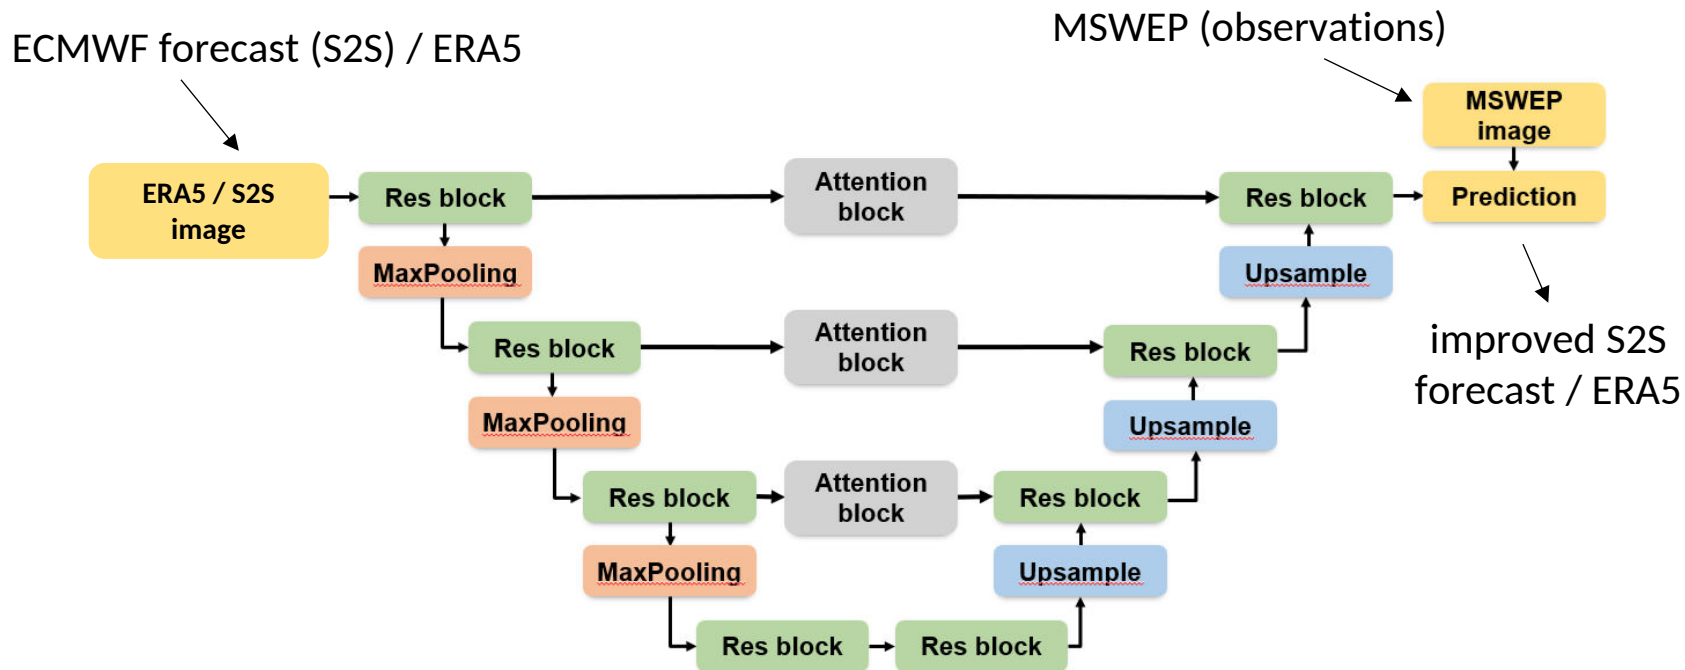 ECMWF forecast (S2S) / ERA5
MSWEP (observations)
MSWEP
image
ERA5 / S2S
image
Res block
Attention
block
Res block
Prediction
MaxPooling
Upsample
Res block
Attention
block
Res block
improved S2S
forecast / ERA5
MaxPooling
Upsample
Res block
Attention
block
Res block
MaxPooling
Upsample
Res block
Res block